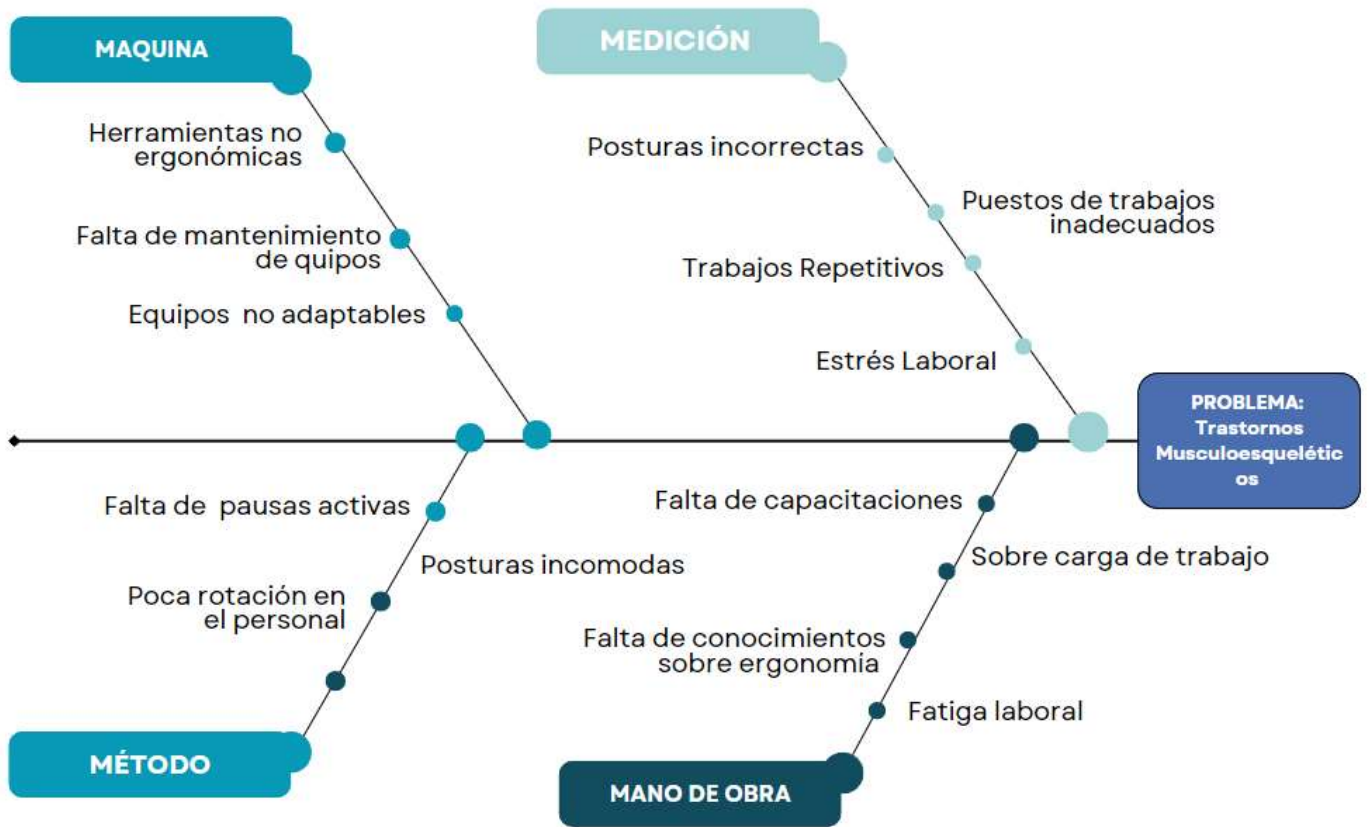 MAQUINA
MEDICIÓN
Herramientas no
ergonómicas
Falta de mantenimiento
de quipos
Equipos no adaptables
Posturas incorrectas
Puestos de trabajos
inadecuados
Trabajos Repetitivos
Estrés Laboral
PROBLEMA:
Trastornos
Musculoesquelétic
os
Falta de pausas activas
Posturas incomodas
Poca rotación en
el personal
MÉTODO
Falta de capacitaciones
Sobre carga de trabajo
Falta de conocimientos
sobre ergonomía
Fatiga laboral
MANO DE OBRA